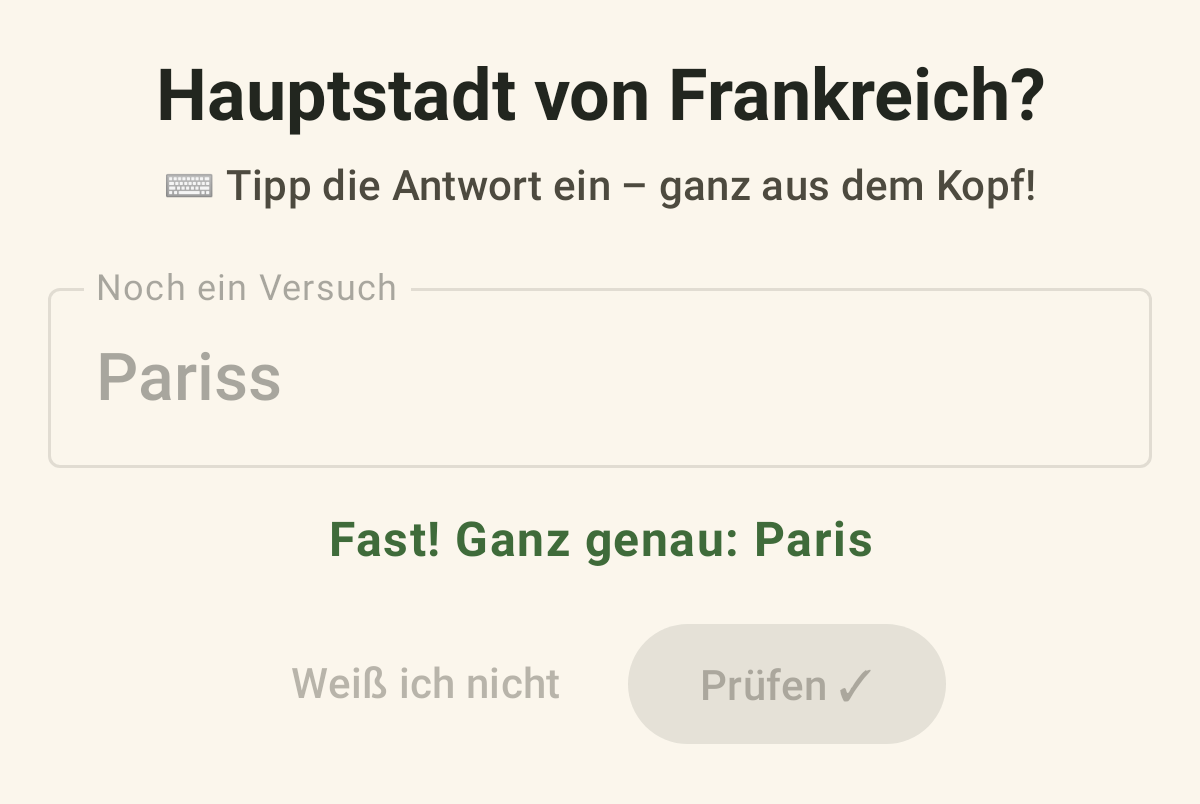 Hauptstadt von Frankreich?
⌨ Tipp die Antwort ein – ganz aus dem Kopf!
Noch ein Versuch
Pariss
Fast! Ganz genau: Paris
Weiß ich nicht
Prüfen ✓